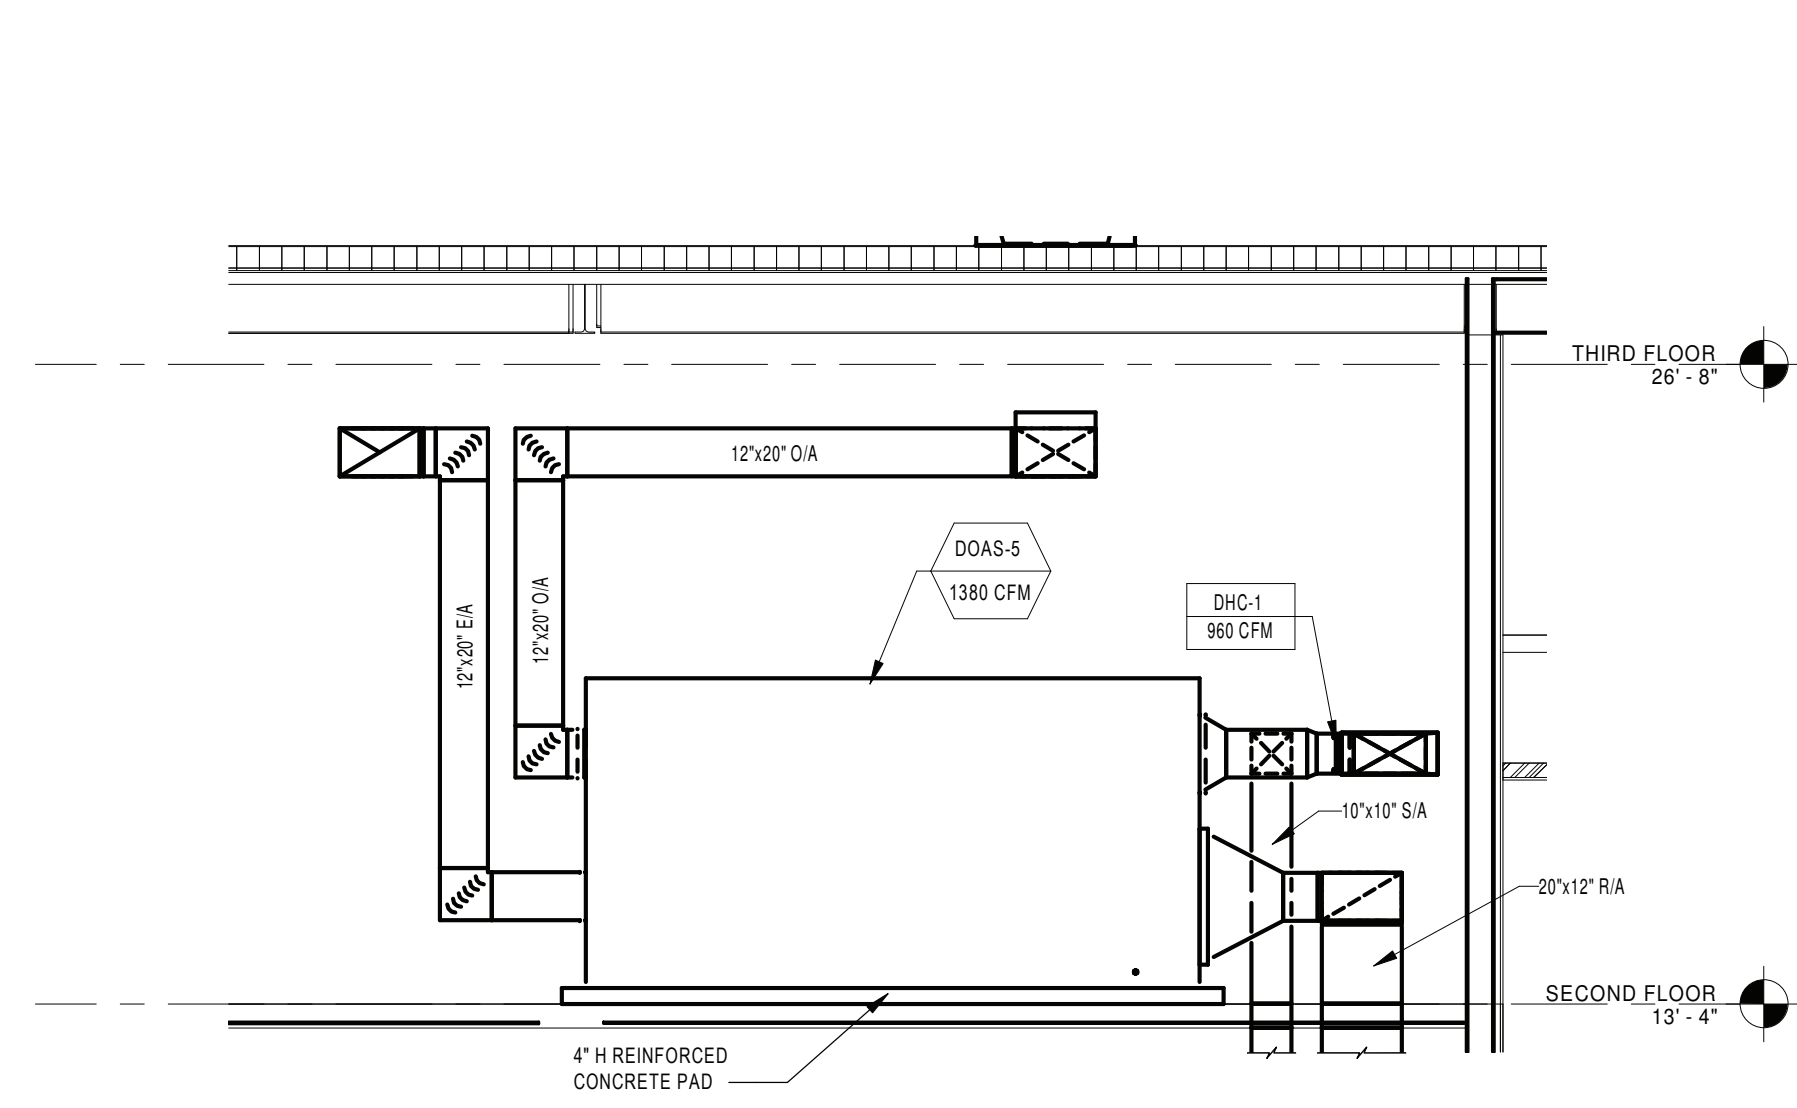 THIRD FLOOR
26' - 8"
12"x20" O/A
DOAS-5
1380 CFM
DHC-1
960 CFM
12"x20" E/A
12"x20" O/A
10"x10" S/A
20"x12" R/A
SECOND FLOOR
13' - 4"
4" H REINFORCED
CONCRETE PAD